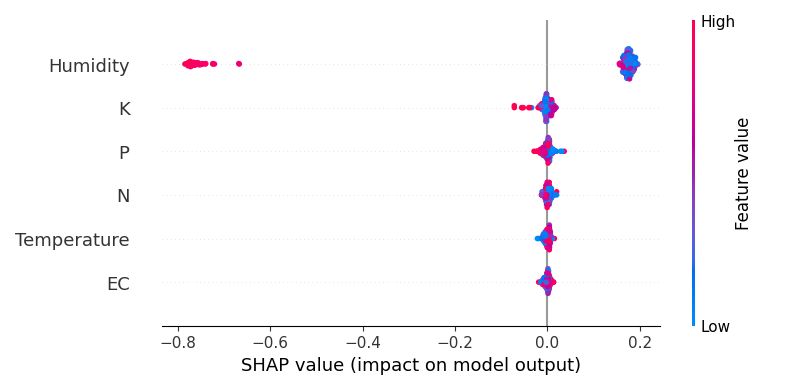 High
Humidity
K
P
N
Temperature
EC
Feature value
Low
−0.8 −0.6 −0.4 −0.2 0.0 0.2
SHAP value (impact on model output)